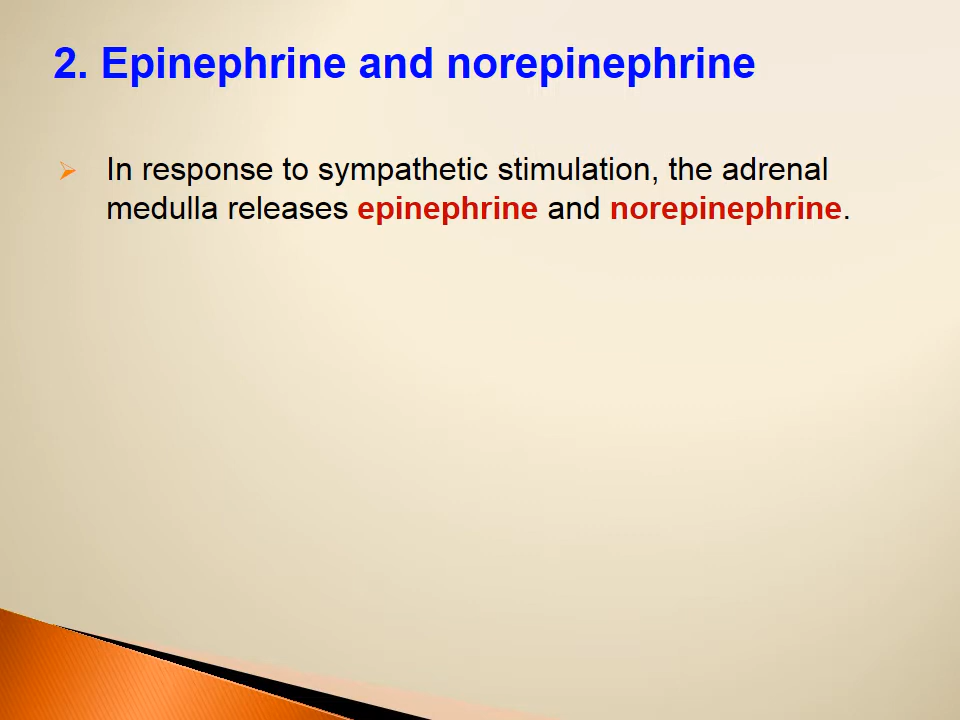 2. Epinephrine and norepinephrine
In response to sympathetic stimulation, the adrenal
medulla releases epinephrine and norepinephrine.